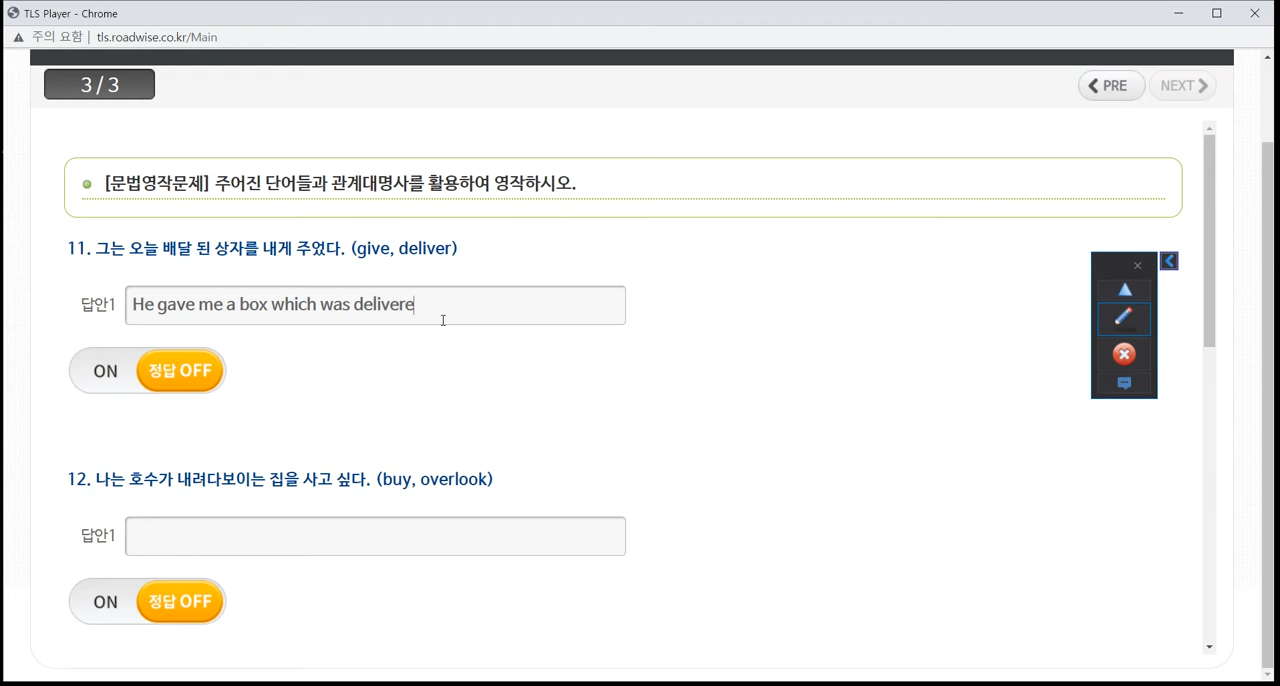 TLS Player - Chrome
주의 요함 | tls.roadwise.co.kr/Main
3 / 3
PRE
NEXT
[문법영작문제] 주어진 단어들과 관계대명사를 활용하여 영작하시오.
11. 그는 오늘 배달 된 상자를 내게 주었다. (give, deliver)
답안1
He gave me a box which was delivere
ON
정답 OFF
12. 나는 호수가 내려다보이는 집을 사고 싶다. (buy, overlook)
답안1
ON
정답 OFF